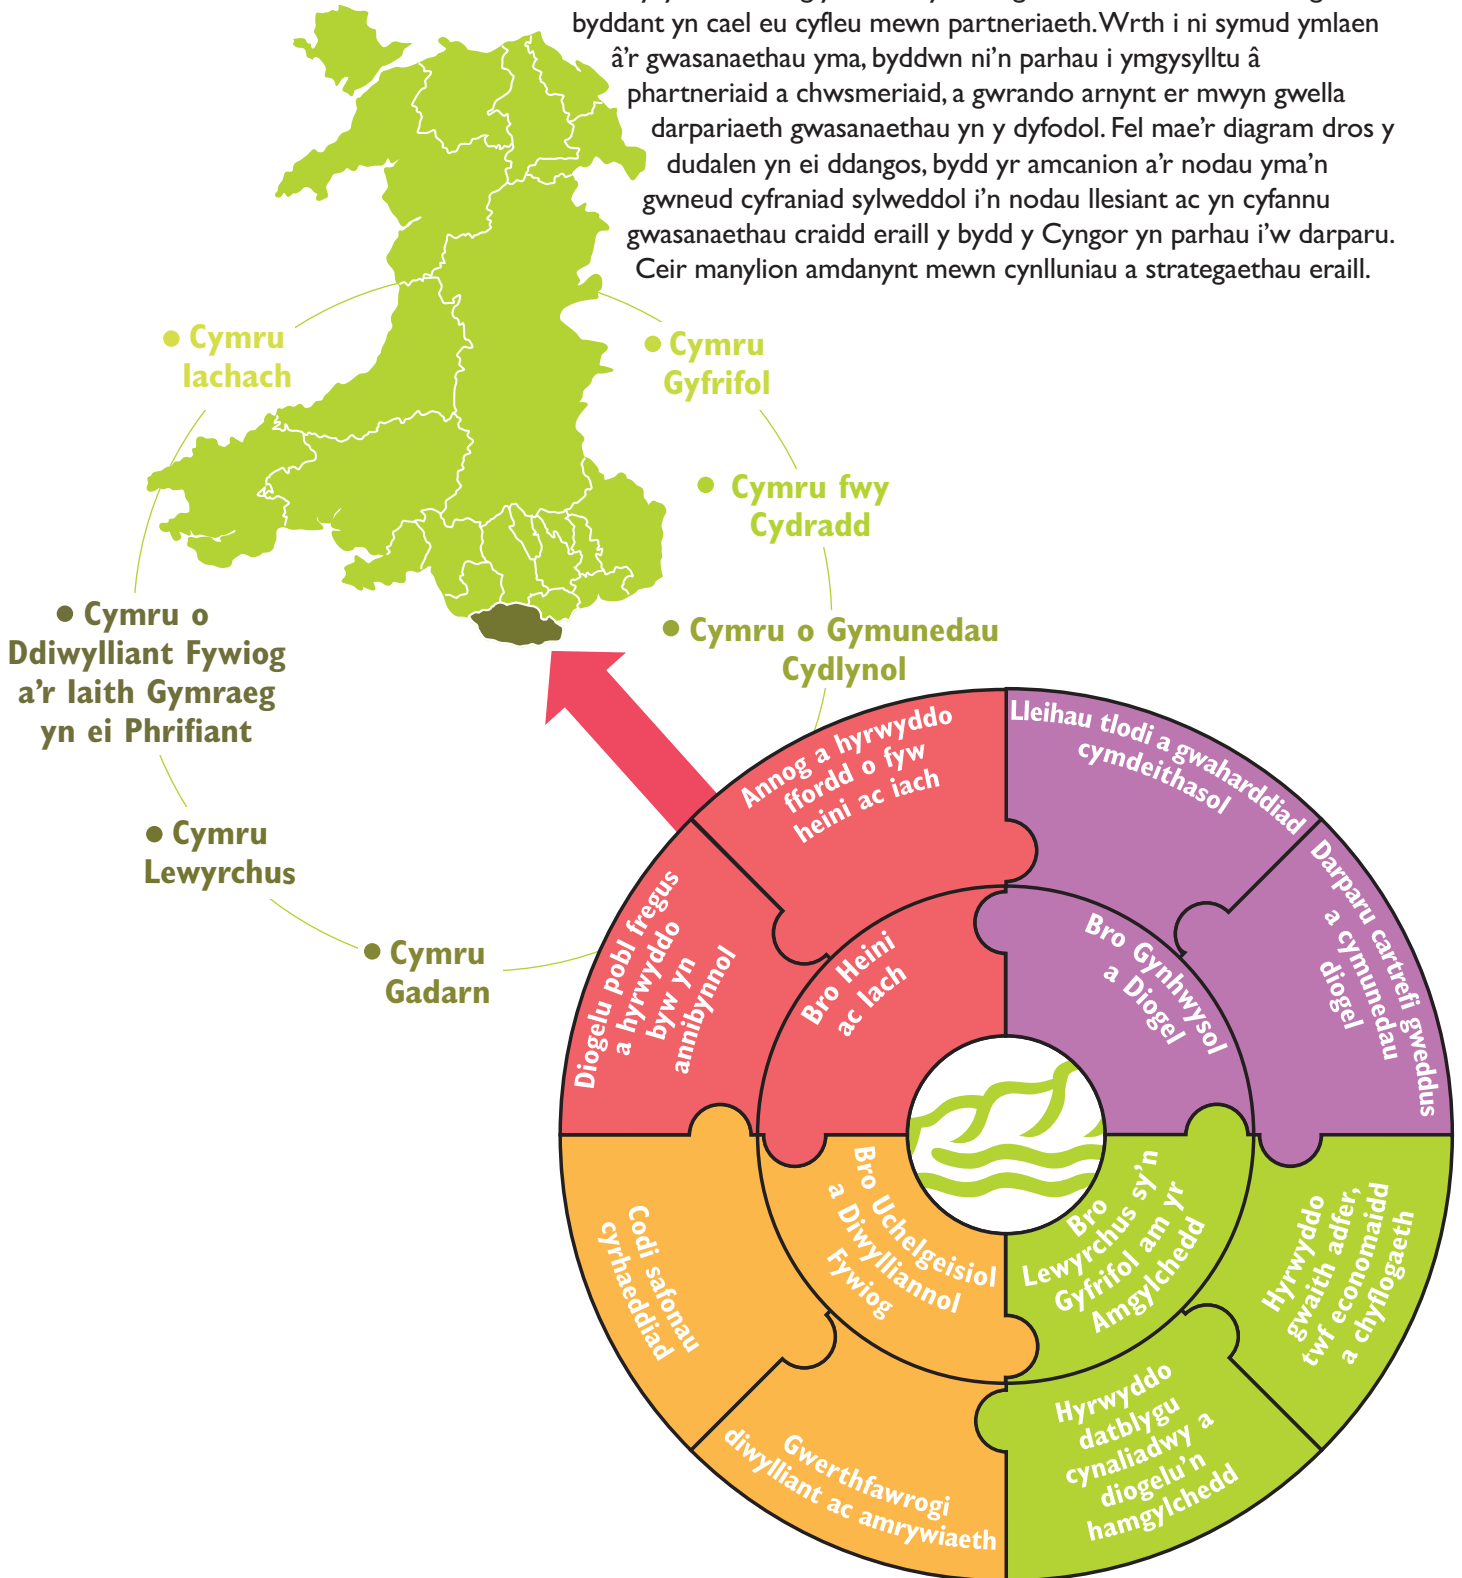 byddant yn cael eu cyfleu mewn partneriaeth. Wrth i ni symud ymlaen
â'r gwasanaethau yma, byddwn ni'n parhau i ymgysylltu â
phartneriaid a chwsmeriaid, a gwrando arnynt er mwyn gwella
darpariaeth gwasanaethau yn y dyfodol. Fel mae'r diagram dros y
dudalen yn ei ddangos, bydd yr amcanion a'r nodau yma'n
gwneud cyfraniad sylweddol i'n nodau llesiant ac yn cyfannu
gwasanaethau craidd eraill y bydd y Cyngor yn parhau i'w darparu.
Ceir manylion amdanynt mewn cynlluniau a strategaethau eraill.
• Cymru
Iachach
• Cymru
Gyfrifol
• Cymru fwy
Cydradd
• Cymru o Gymunedau
Cydlynol
• Cymru o
Ddiwylliant Fywiog
a'r Iaith Gymraeg
yn ei Phrifiant
• Cymru
Lewyrchus
• Cymru
Gadarn
Annog a hyrwyddo
ffordd o fyw
heini ac iach
Lleihau tlodi a gwaharddiad
cymdeithasol
Diogelu pobl fregus
a hyrwyddo
byw yn
annibynnol
Bro Heini
ac Iach
Bro Gynhwysol
a Diogel
Darparu cartrefi gweddus
a cymunedau
diogel
Codi safonau
cyrhaeddiad
Bro Uchelgeisiol
a Diwylliannol
Fywiog
Bro
Lewyrchus sy'n
Gyfrifol am yr
Amgylchedd
Hyrwyddo
gwaith adfer,
twf economaidd
a chyflogaeth
Gwerthfawrogi
diwylliant ac amrywiaeth
Hyrwyddo
datblygu
cynaliadwy a
diogelu'n
hamgylchedd